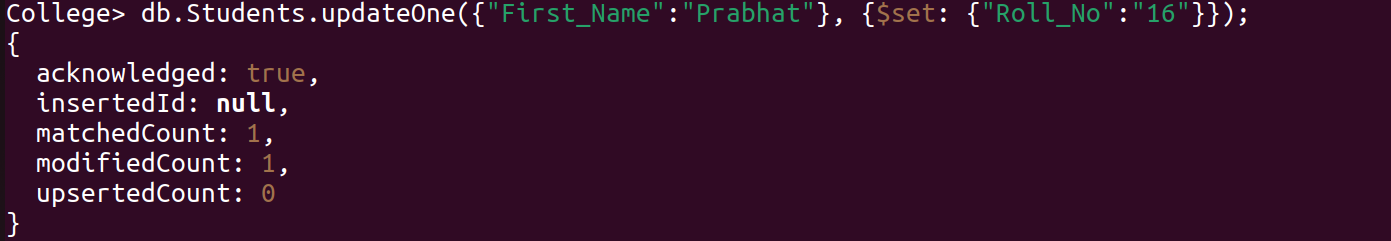 College> db.Students.updateOne({"First_Name":"Prabhat"}, {$set: {"Roll_No":"16"}});
{
  acknowledged: true,
  insertedId: null,
  matchedCount: 1,
  modifiedCount: 1,
  upsertedCount: 0
}